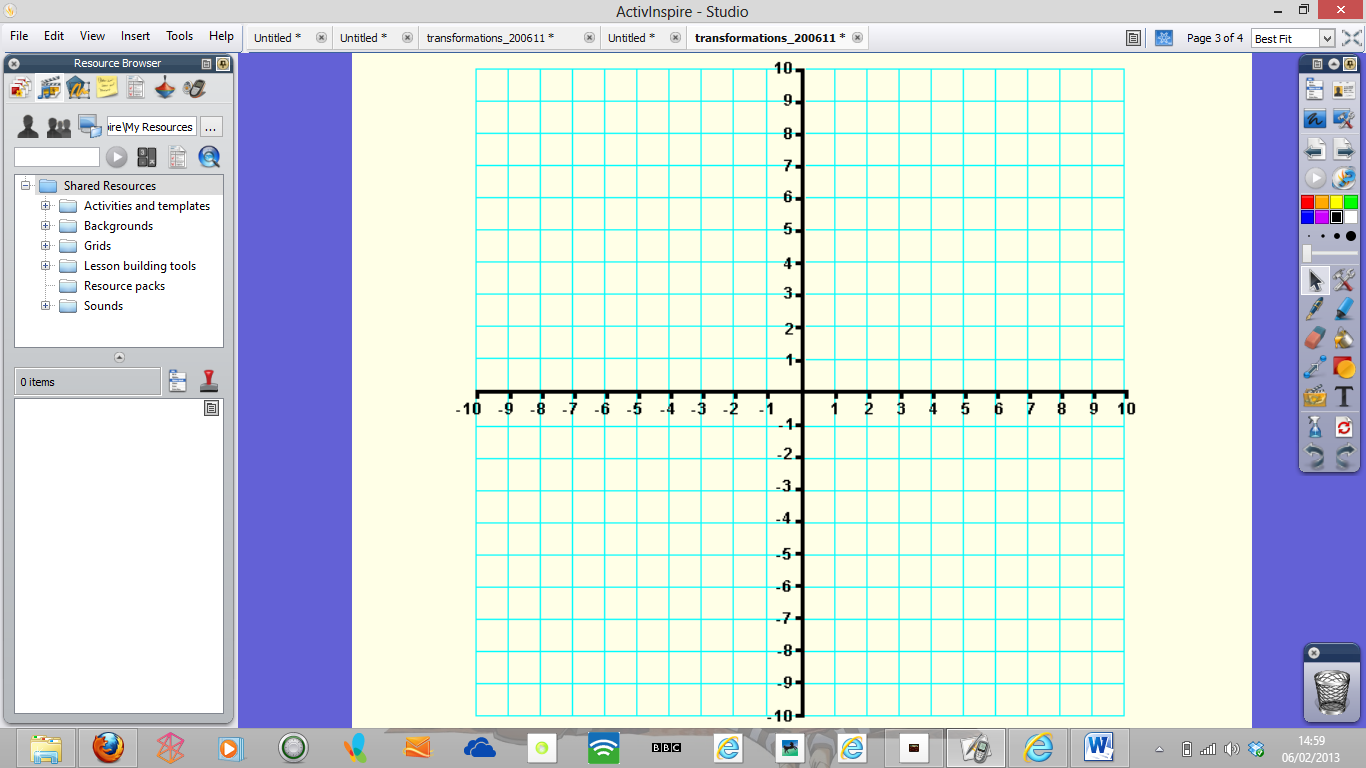 ActivInspire - Studio
File Edit View Insert Tools Help
Untitled * Untitled * transformations_200611 * Untitled * transformations_200611 *
Page 3 of 4 Best Fit
Resource Browser
ire\My Resources ...
Shared Resources
Activities and templates
Backgrounds
Grids
Lesson building tools
Resource packs
Sounds
0 items
10
9
8
7
6
5
4
3
2
1
-10 -9 -8 -7 -6 -5 -4 -3 -2 -1 1 2 3 4 5 6 7 8 9 10
-1
-2
-3
-4
-5
-6
-7
-8
-9
-10
T
BBC
W
14:59
06/02/2013